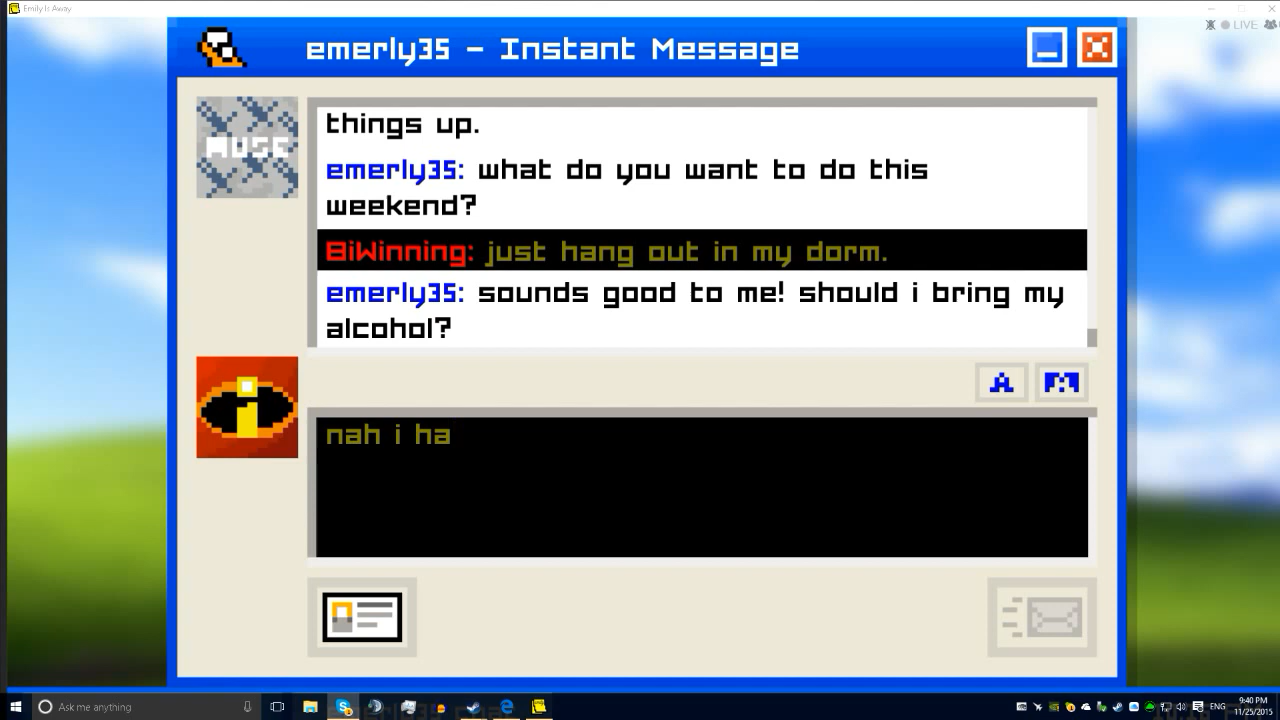 Emily Is Away
LIVE
emerly35 - Instant Message
MUSE
things up.
emerly35: what do you want to do this
weekend?
BiWinning: just hang out in my dorm.
emerly35: sounds good to me! should i bring my
alcohol?
A
nah i ha
Ask me anything
ENG
9:40 PM
11/25/2015